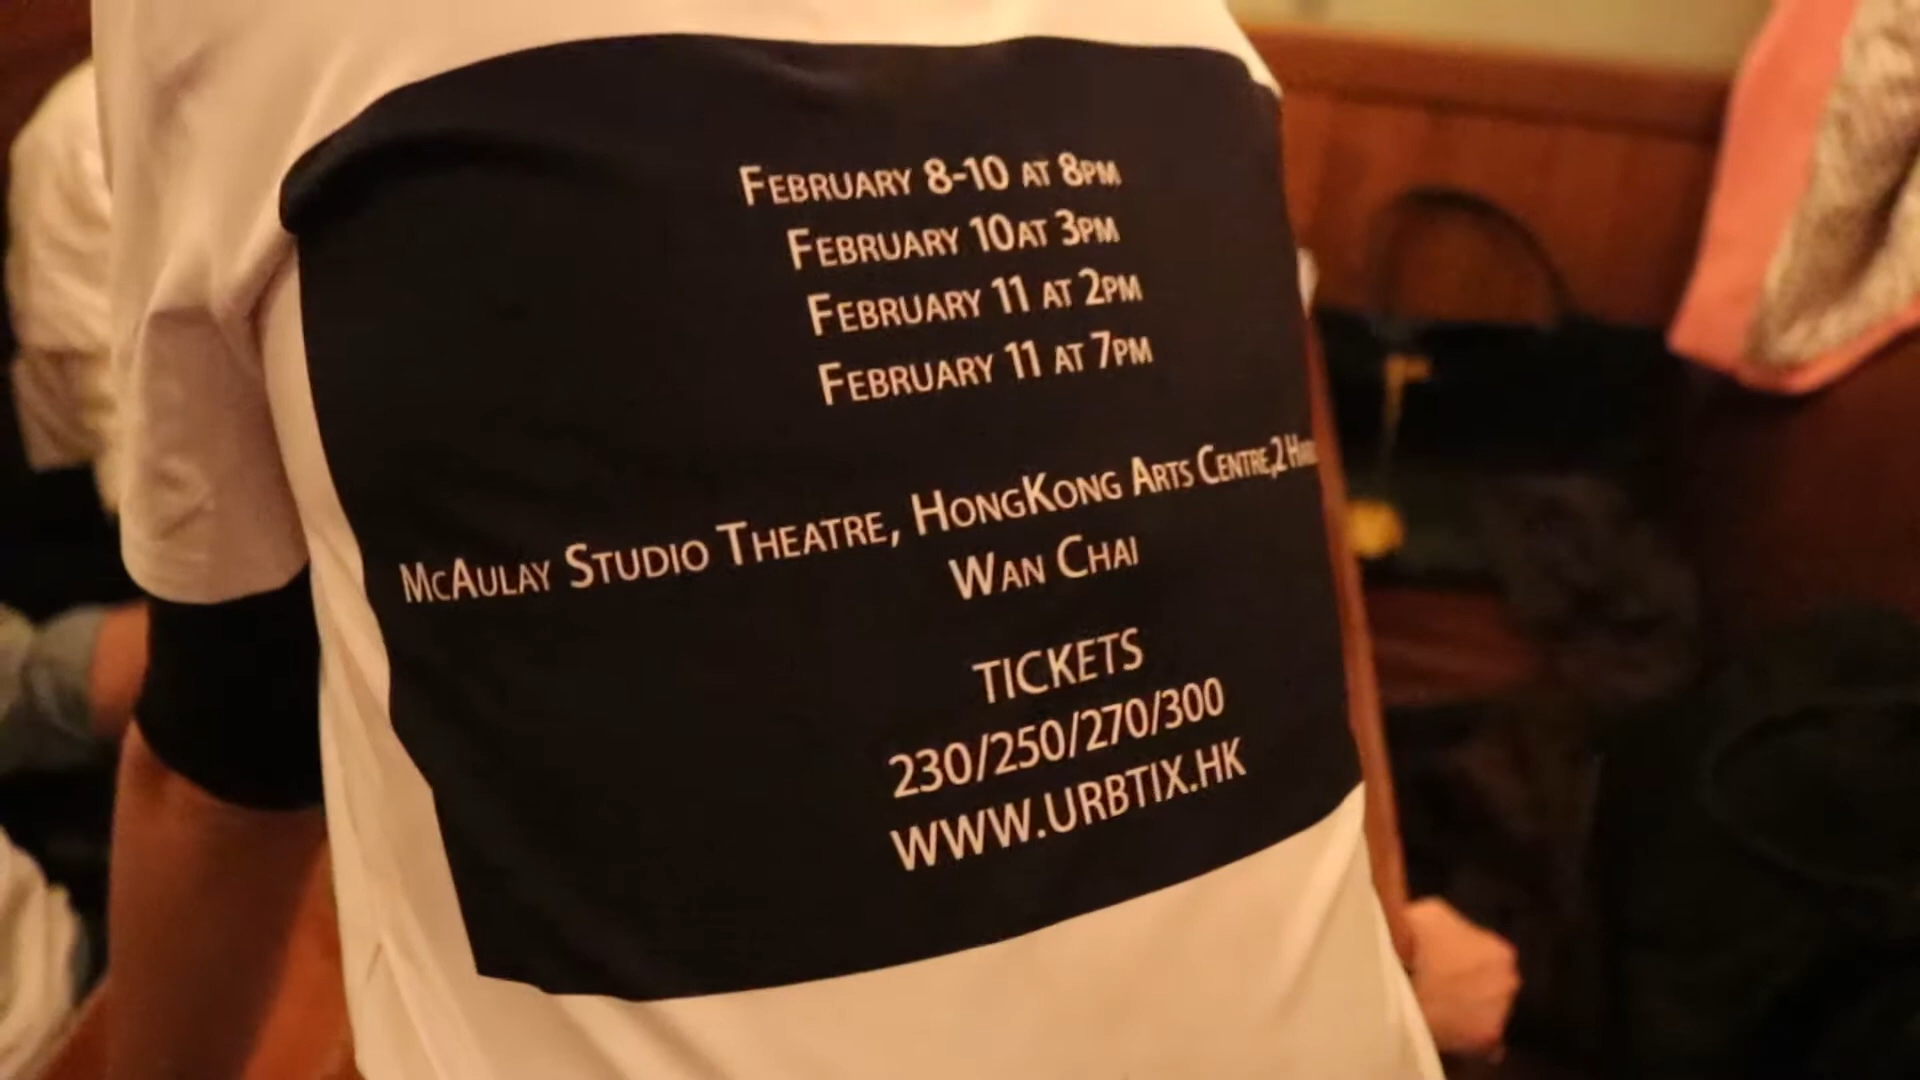 FEBRUARY 8-10 AT 8PM
FEBRUARY 10AT 3PM
FEBRUARY 11 AT 2PM
FEBRUARY 11 AT 7PM
MCAULAY STUDIO THEATRE, HONGKONG ARTS CENTRE,2
WAN CHAI
TICKETS
230/250/270/300
WWW.URBTIX.HK